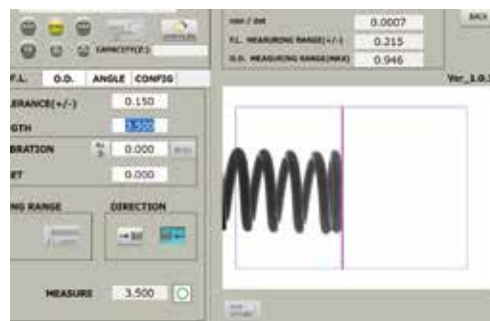 CAPACITY(P.)
F.L. O.D. ANGLE CONFIG
LERANCE(+/-) 0.150
GTH 3.500
BRATION 0.000
ET 0.000
NG RANGE DIRECTION
MEASURE 3.500
mm / dot 0.0007
F.L. MEASURING RANGE(+/-) 0.215
O.D. MEASURING RANGE(MAX) 0.946
BACK
Ver_1.0.